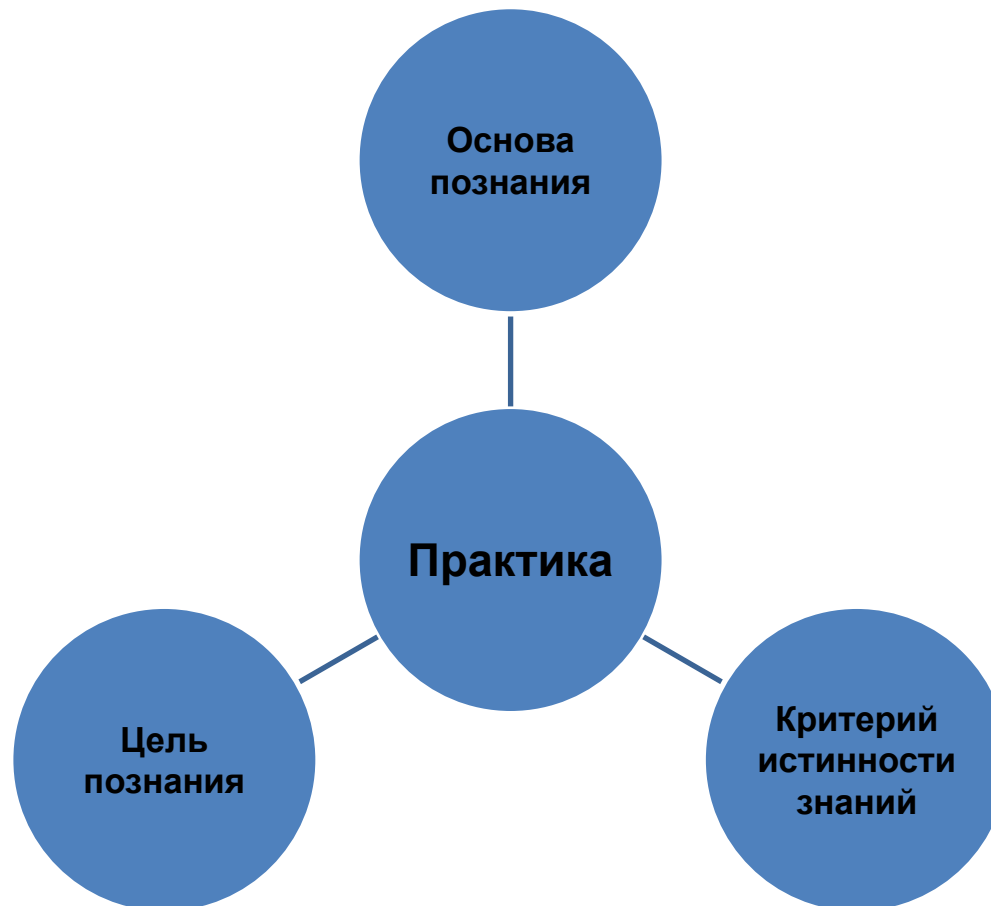 Основа
познания
Практика
Цель
познания
Критерий
истинности
знаний